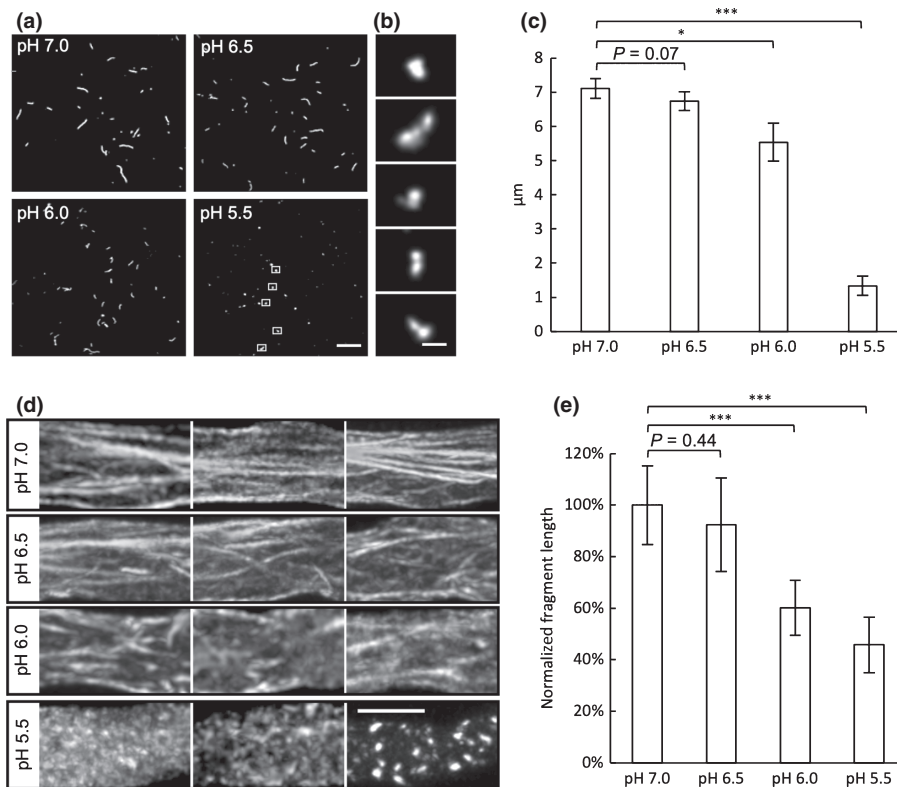 (a)
pH 7.0
pH 6.5
pH 6.0
pH 5.5
(b)
(c)
***
*
P = 0.07
8
7
6
5
4
3
2
1
0
µm
pH 7.0
pH 6.5
pH 6.0
pH 5.5
(d)
pH 7.0
pH 6.5
pH 6.0
pH 5.5
(e)
***
***
P = 0.44
120%
100%
80%
60%
40%
20%
0%
Normalized fragment length
pH 7.0
pH 6.5
pH 6.0
pH 5.5